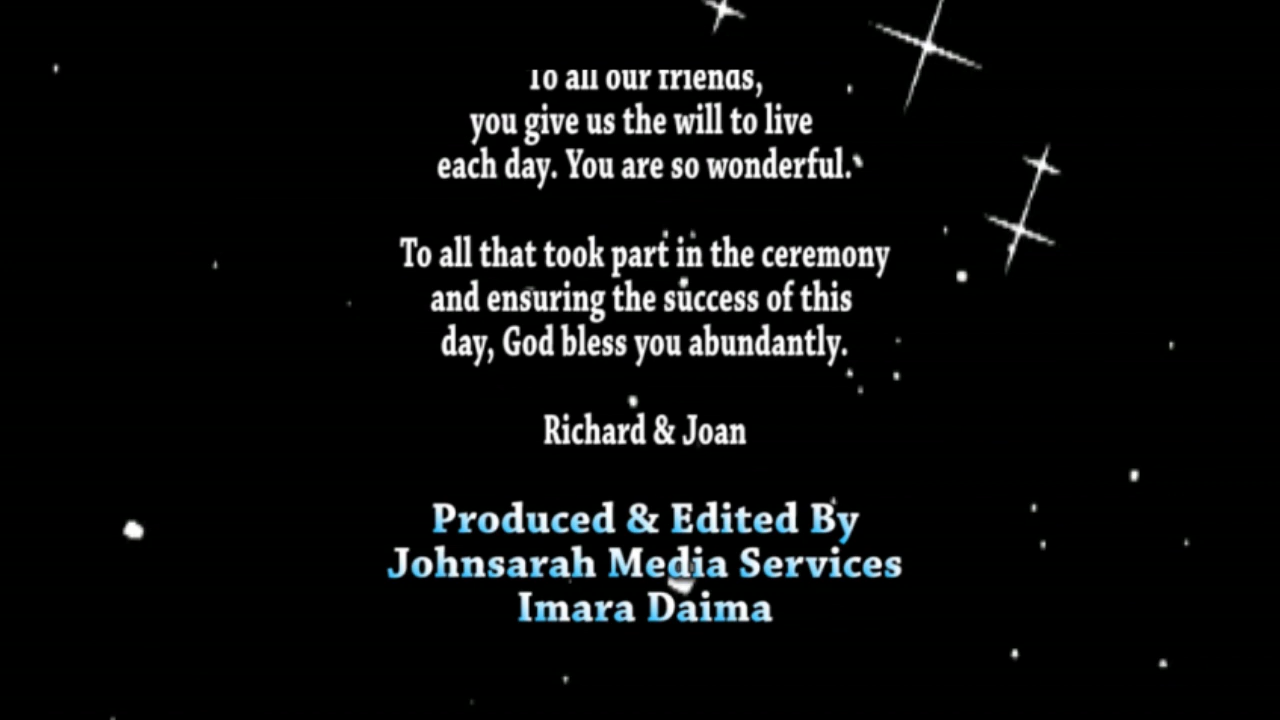 To all our friends,
you give us the will to live
each day. You are so wonderful.
To all that took part in the ceremony
and ensuring the success of this
day, God bless you abundantly.
Richard & Joan
Produced & Edited By
Johnsarah Media Services
Imara Daima